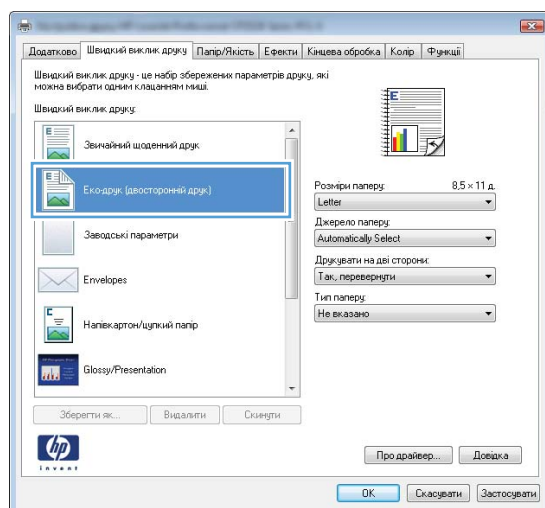 Додатково Швидкий виклик друку Папір/Якість Ефекти Кінцева обробка Колір Функції
Швидкий виклик друку - це набір збережених параметрів друку, які
можна вибрати одним клацанням миші.
Швидкий виклик друку:
Звичайний щоденний друк
Еко-друк (двосторонній друк)
Заводські параметри
Envelopes
Напівкартон/цупкий папір
Glossy/Presentation
Зберегти як... Видалити Скинути
Розміри паперу: 8,5 × 11 д.
Letter
Джерело паперу:
Automatically Select
Друкувати на дві сторони:
Так, перевернути
Тип паперу:
Не вказано
hp
invent
Про драйвер... Довідка
OK Скасувати Застосувати